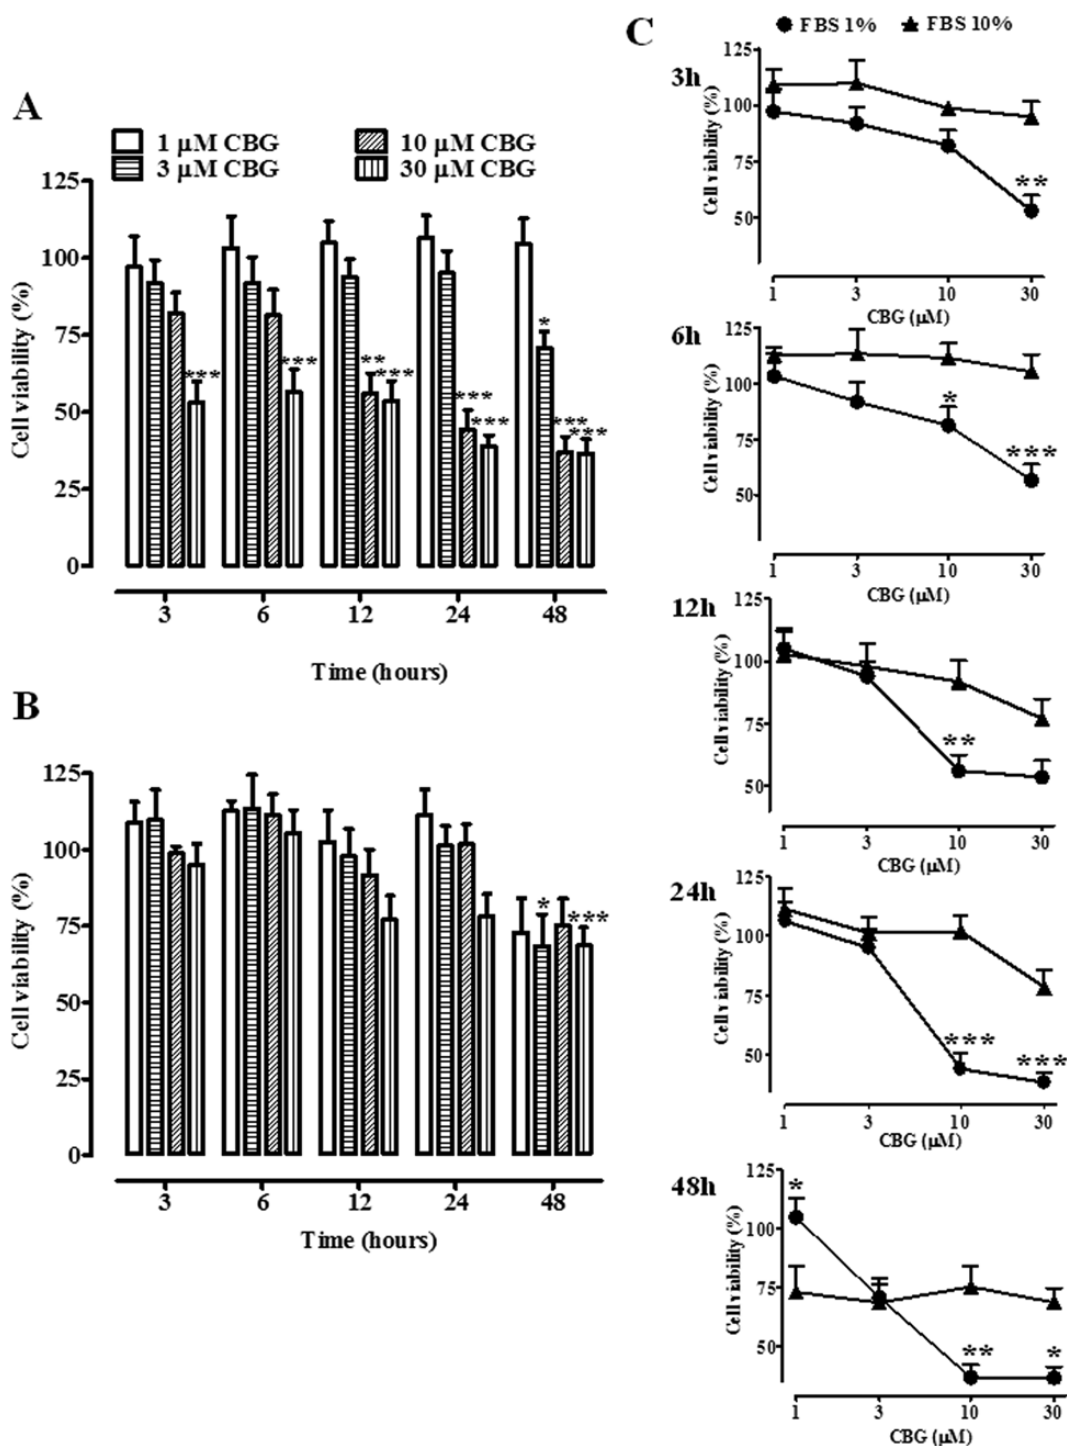 A
1 μM CBG
10 μM CBG
3 μM CBG
30 μM CBG
Cell viability (%)
125
100
75
50
25
0
***
***
**
***
***
***
*
***
***
3 6 12 24 48
Time (hours)
B
Cell viability (%)
125
100
75
50
25
0
*
***
3 6 12 24 48
Time (hours)
C
FBS 1% FBS 10%
3h
Cell viability (%)
125
100
75
50
**
1 3 10 30
CBG (μM)
6h
Cell viability (%)
125
100
75
50
*
***
1 3 10 30
CBG (μM)
12h
Cell viability (%)
125
100
75
50
**
1 3 10 30
CBG (μM)
24h
Cell viability (%)
125
100
75
50
***
***
1 3 10 30
CBG (μM)
48h
Cell viability (%)
125
100
75
50
*
**
*
1 3 10 30
CBG (μM)